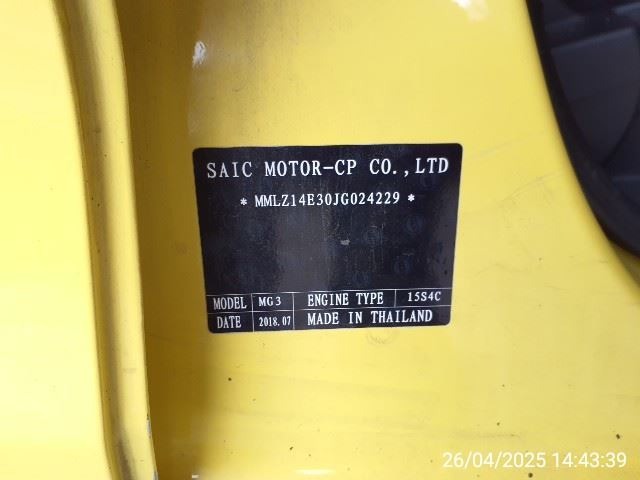 SAIC MOTOR-CP CO.,LTD
* MMLZ14E30JG024229 *
MODEL MG3 ENGINE TYPE 15S4C
DATE 2018.07 MADE IN THAILAND
26/04/2025 14:43:39